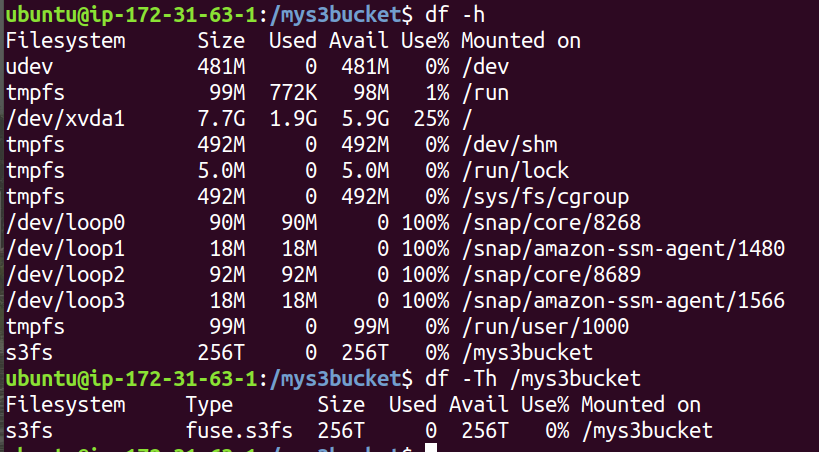 ubuntu@ip-172-31-63-1:/mys3bucket$ df -h
Filesystem      Size  Used Avail Use% Mounted on
udev            481M     0  481M   0% /dev
tmpfs            99M  772K   98M   1% /run
/dev/xvda1      7.7G  1.9G  5.9G  25% /
tmpfs           492M     0  492M   0% /dev/shm
tmpfs           5.0M     0  5.0M   0% /run/lock
tmpfs           492M     0  492M   0% /sys/fs/cgroup
/dev/loop0       90M   90M     0 100% /snap/core/8268
/dev/loop1       18M   18M     0 100% /snap/amazon-ssm-agent/1480
/dev/loop2       92M   92M     0 100% /snap/core/8689
/dev/loop3       18M   18M     0 100% /snap/amazon-ssm-agent/1566
tmpfs            99M     0   99M   0% /run/user/1000
s3fs            256T     0  256T   0% /mys3bucket
ubuntu@ip-172-31-63-1:/mys3bucket$ df -Th /mys3bucket
Filesystem     Type       Size  Used Avail Use% Mounted on
s3fs           fuse.s3fs  256T     0  256T   0% /mys3bucket
ubuntu@ip-172-31-63-1:/mys3bucket$